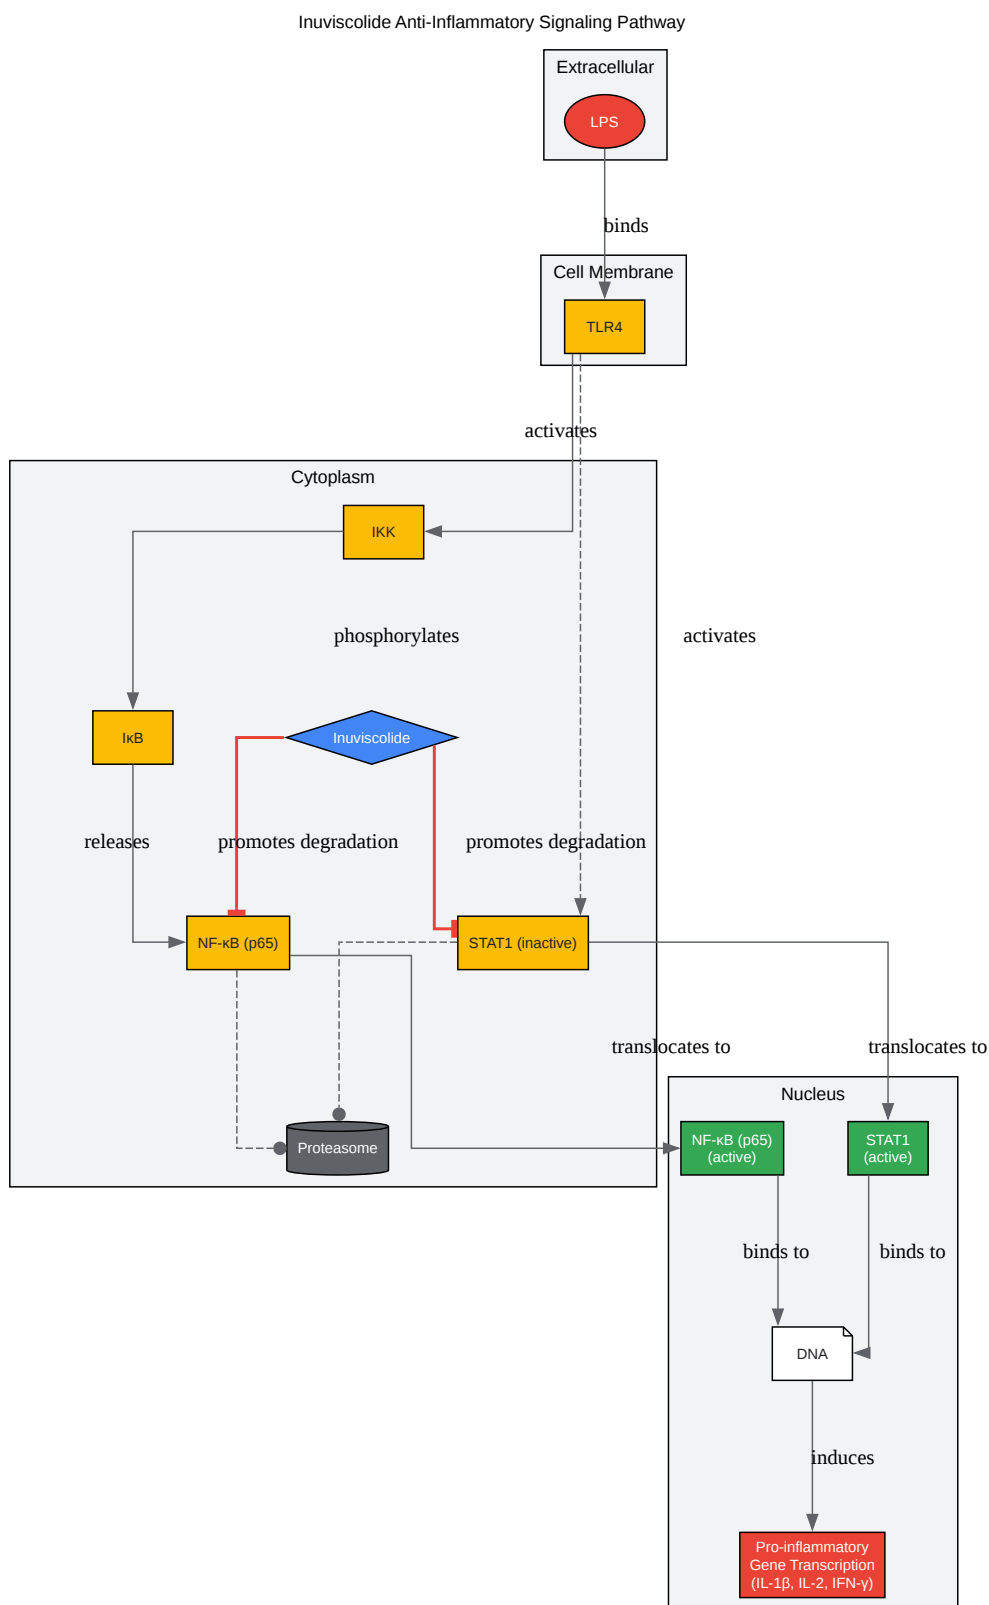 Inuviscolide Anti-Inflammatory Signaling Pathway
Extracellular
LPS
binds
Cell Membrane
TLR4
activates
Cytoplasm
IKK
phosphorylates
activates
IκB
Inuviscolide
releases
promotes degradation
promotes degradation
NF-κB (p65)
STAT1 (inactive)
translocates to
translocates to
Nucleus
Proteasome
NF-κB (p65)
(active)
STAT1
(active)
binds to
binds to
DNA
induces
Pro-inflammatory
Gene Transcription
(IL-1β, IL-2, IFN-γ)